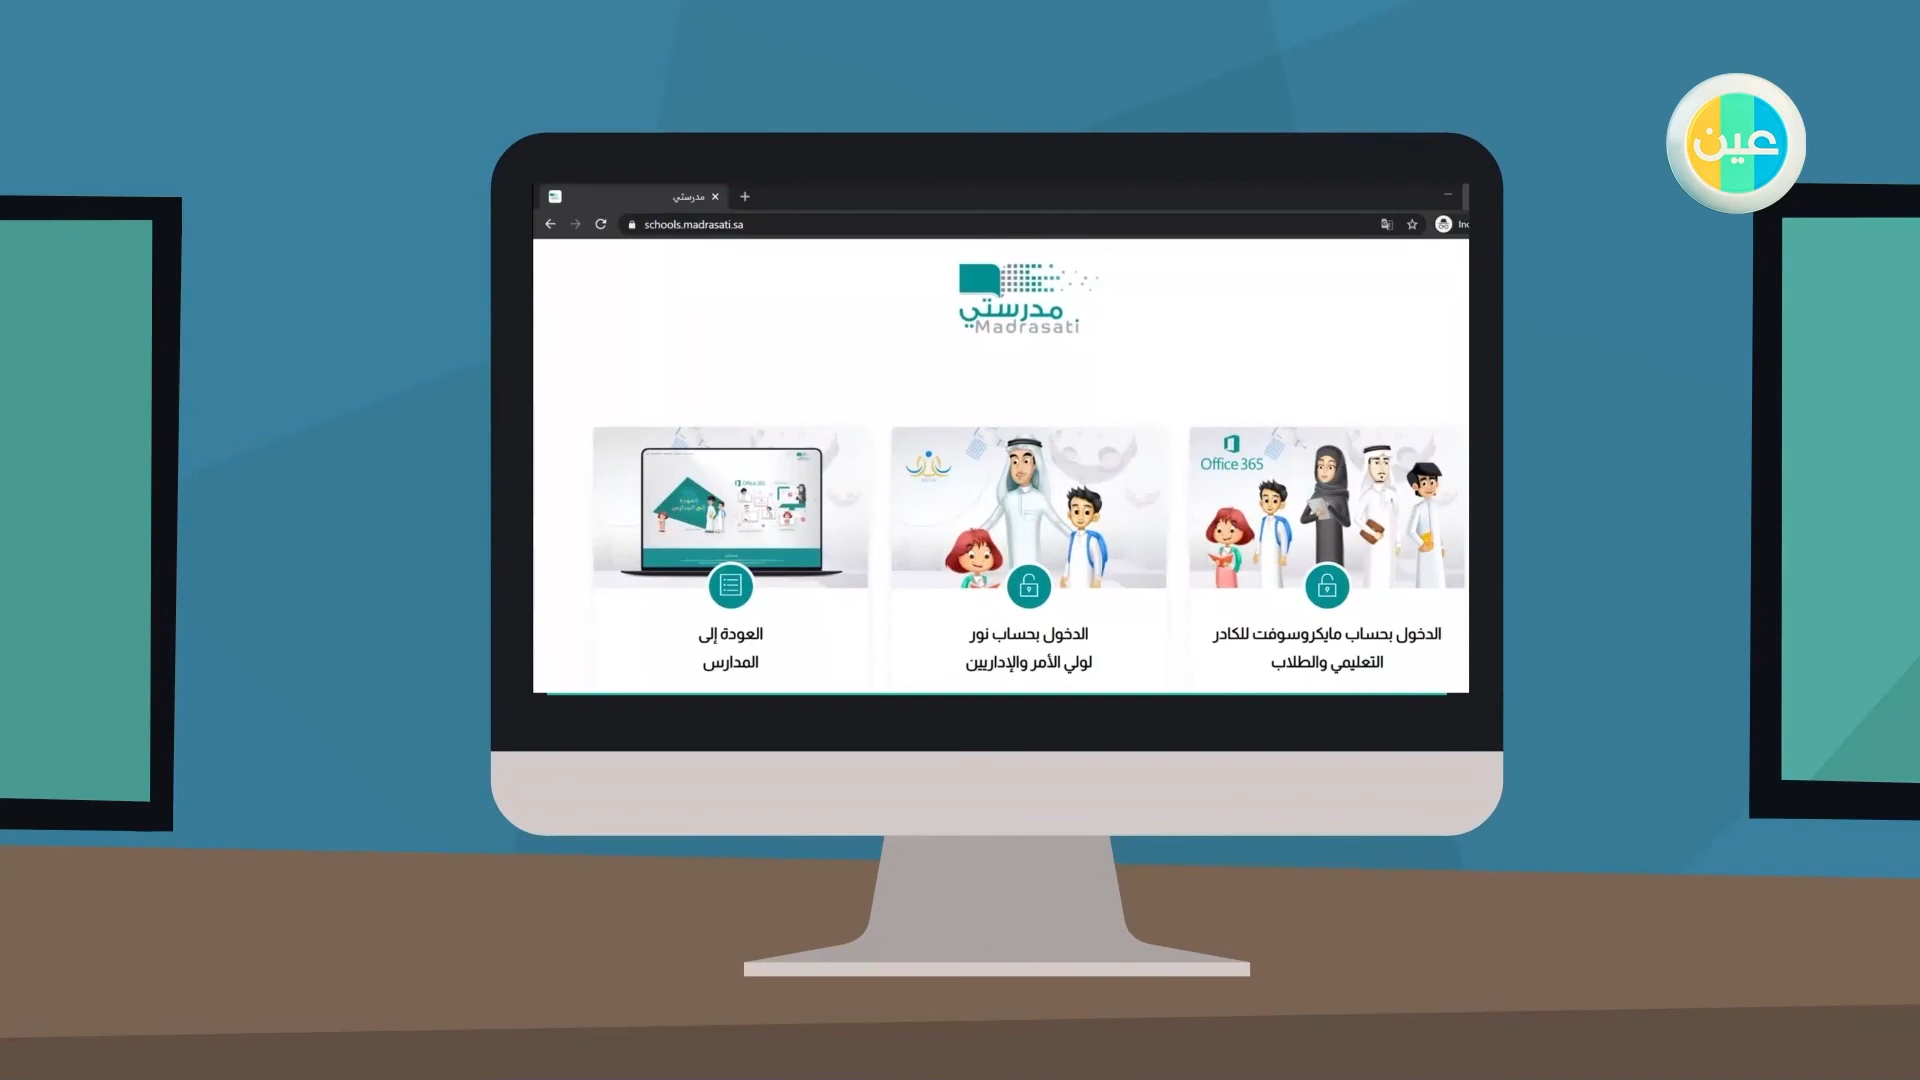 عين
مدرستي
schools.madrasati.sa
مدرستي
Madrasati
Office 365
الدخول بحساب مايكروسوفت للكادر
التعليمي والطلاب
الدخول بحساب نور
لولي الأمر والإداريين
العودة إلى
المدارس